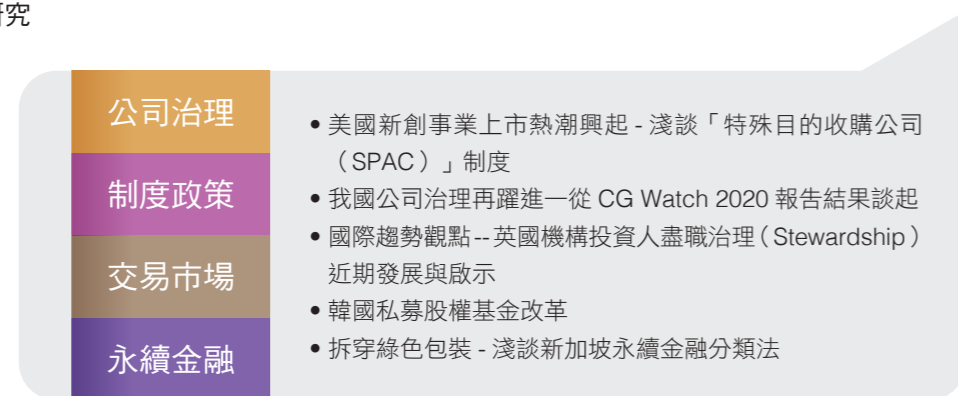 研究
公司治理
制度政策
交易市場
永續金融
• 美國新創事業上市熱潮興起 - 淺談「特殊目的收購公司
（SPAC）」制度
• 我國公司治理再躍進—從 CG Watch 2020 報告結果談起
• 國際趨勢觀點 -- 英國機構投資人盡職治理（Stewardship）
近期發展與啟示
• 韓國私募股權基金改革
• 拆穿綠色包裝 - 淺談新加坡永續金融分類法